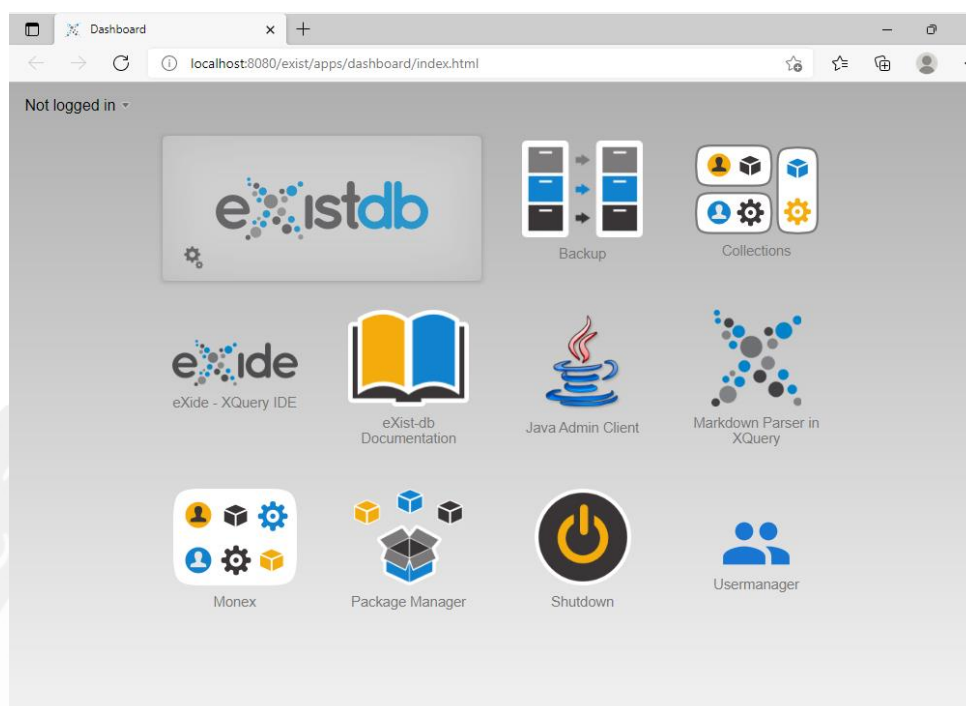 Dashboard
localhost:8080/exist/apps/dashboard/index.html
Not logged in
eXistdb
Backup
Collections
eXide
eXide - XQuery IDE
eXist-db
Documentation
Java Admin Client
Markdown Parser in
XQuery
Monex
Package Manager
Shutdown
Usermanager